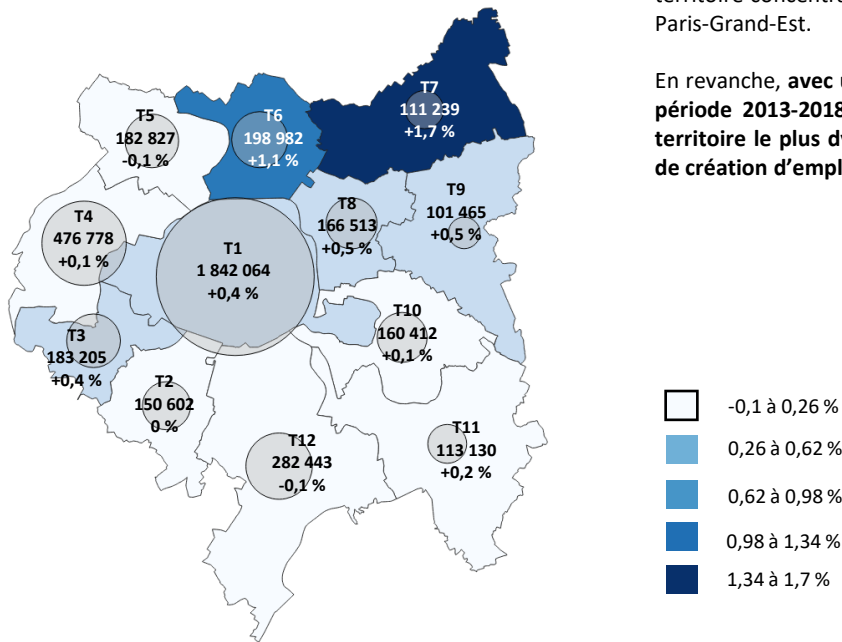 territoire
Paris-Grand-Est.
En revanche, avec
période 2013-2018
territoire le plus
de création
T7
111 239
+1,7 %
T5
182 827
-0,1 %
T6
198 982
+1,1 %
T9
101 465
+0,5 %
T8
166 513
+0,5 %
T4
476 778
+0,1 %
T1
1 842 064
+0,4 %
T10
160 412
+0,1 %
T3
183 205
+0,4 %
T2
150 602
0 %
T12
282 443
-0,1 %
T11
113 130
+0,2 %
-0,1 à 0,26 %
0,26 à 0,62 %
0,62 à 0,98 %
0,98 à 1,34 %
1,34 à 1,7 %